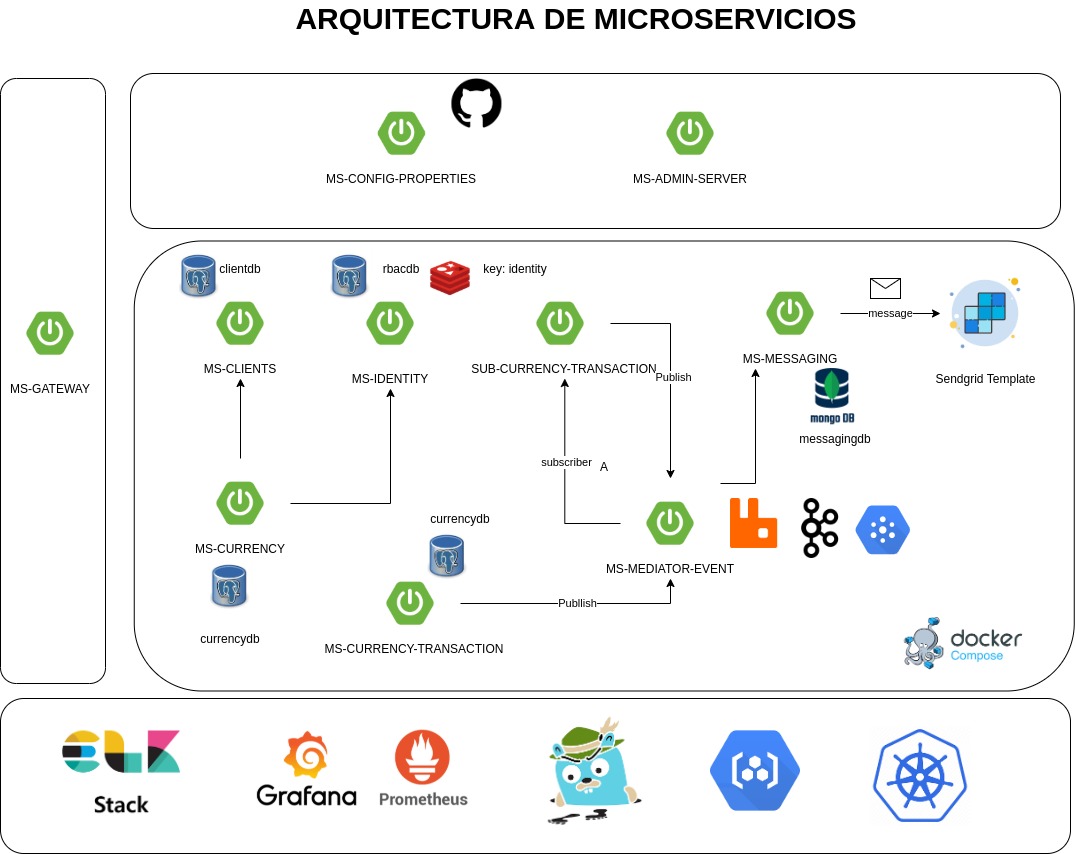 ARQUITECTURA DE MICROSERVICIOS
MS-CONFIG-PROPERTIES
MS-ADMIN-SERVER
MS-GATEWAY
clientdb
rbacdb
key: identity
MS-CLIENTS
MS-IDENTITY
SUB-CURRENCY-TRANSACTION
Publish
MS-MESSAGING
message
Sendgrid Template
mongo DB
messagingdb
subscriber
A
MS-CURRENCY
currencydb
currencydb
MS-MEDIATOR-EVENT
Publlish
MS-CURRENCY-TRANSACTION
docker
Compose
ELK
Stack
Grafana
Prometheus